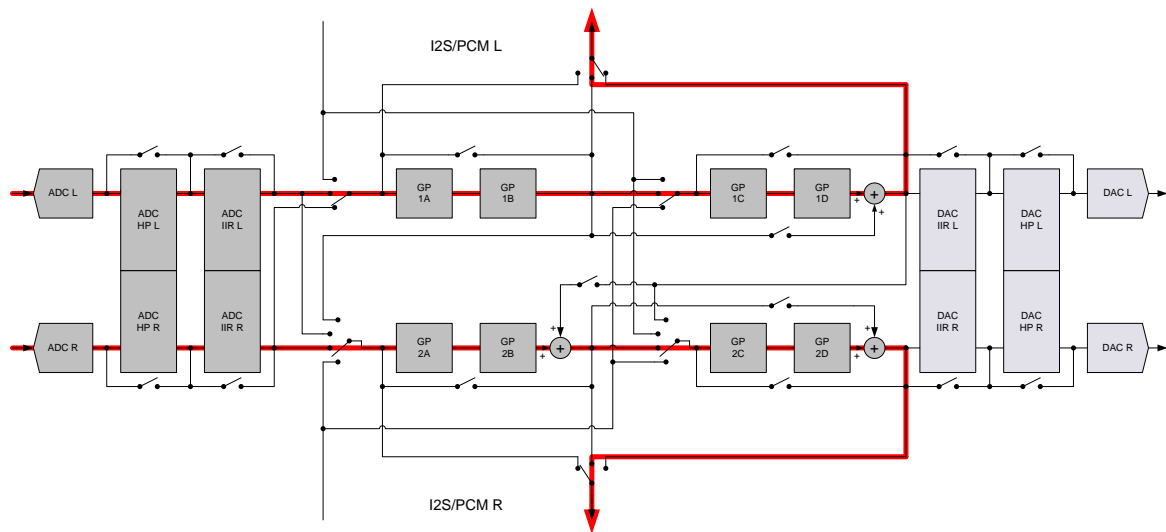 I2S/PCM L
ADC L
ADC
HP L
ADC
IIR L
GP
1A
GP
1B
GP
1C
GP
1D
+
+
+
DAC
IIR L
DAC
HP L
DAC L
ADC R
ADC
HP R
ADC
IIR R
GP
2A
GP
2B
+
+
+
GP
2C
GP
2D
+
+
+
DAC
IIR R
DAC
HP R
DAC R
I2S/PCM R